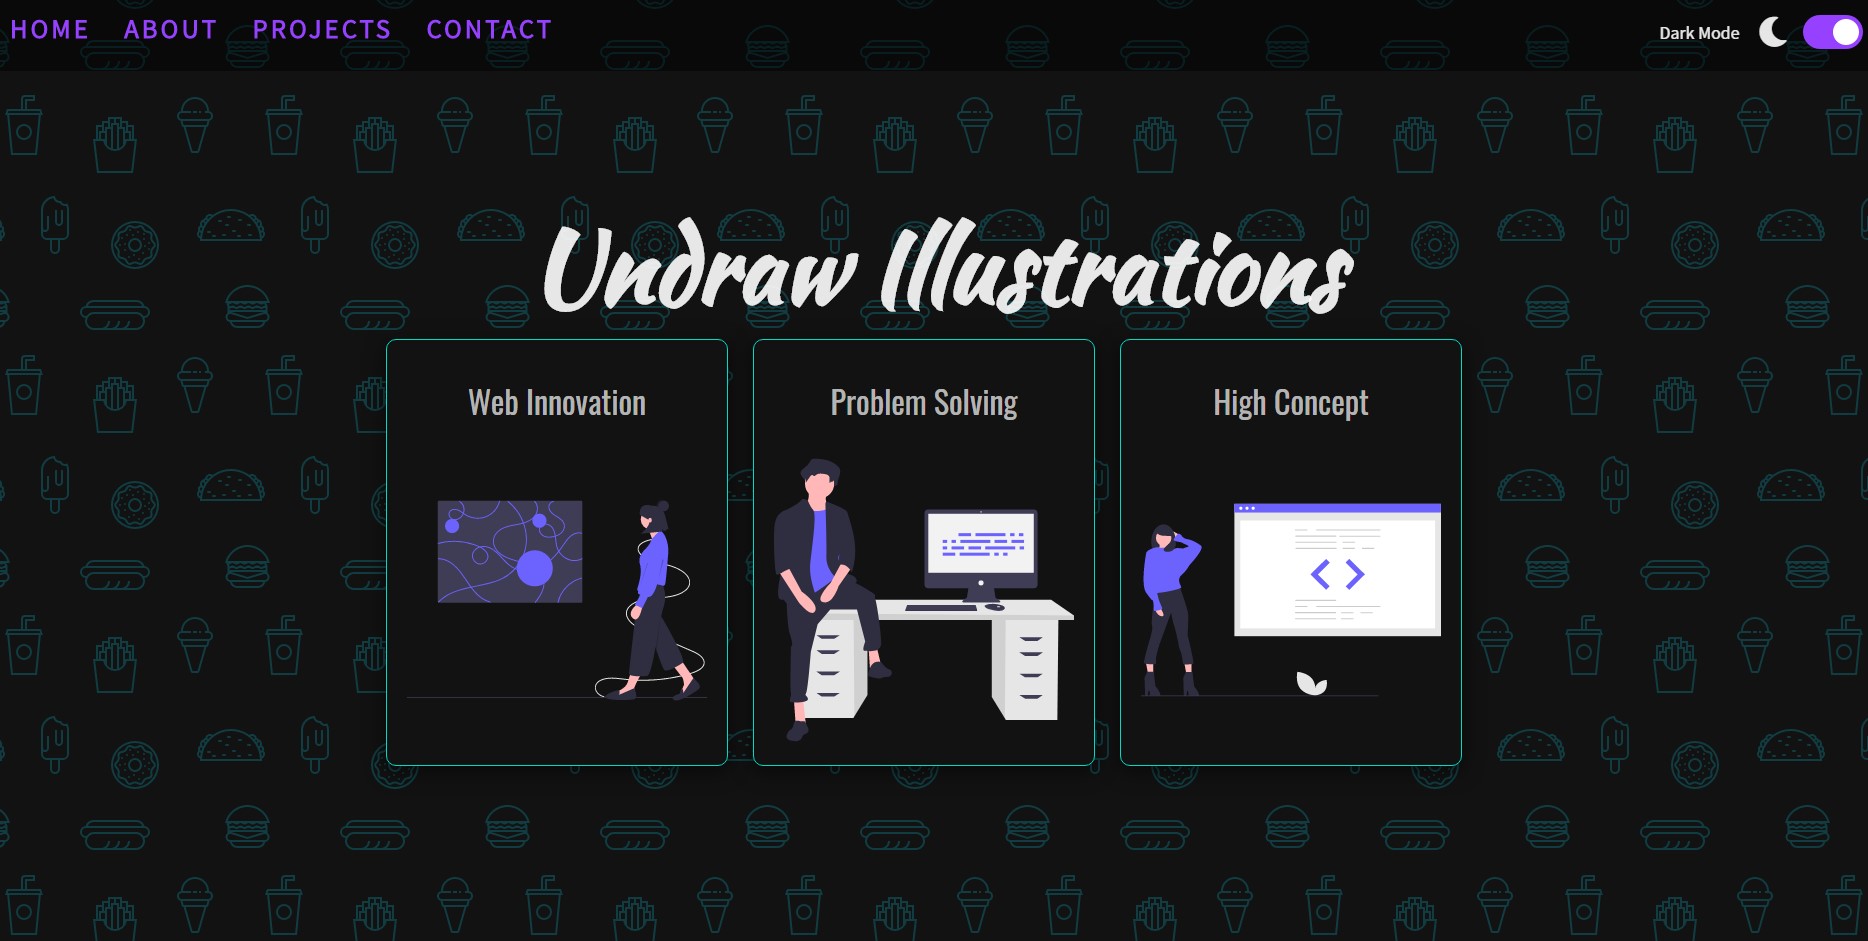 HOME ABOUT PROJECTS CONTACT Dark Mode
Undraw Illustrations
Web Innovation Problem Solving High Concept